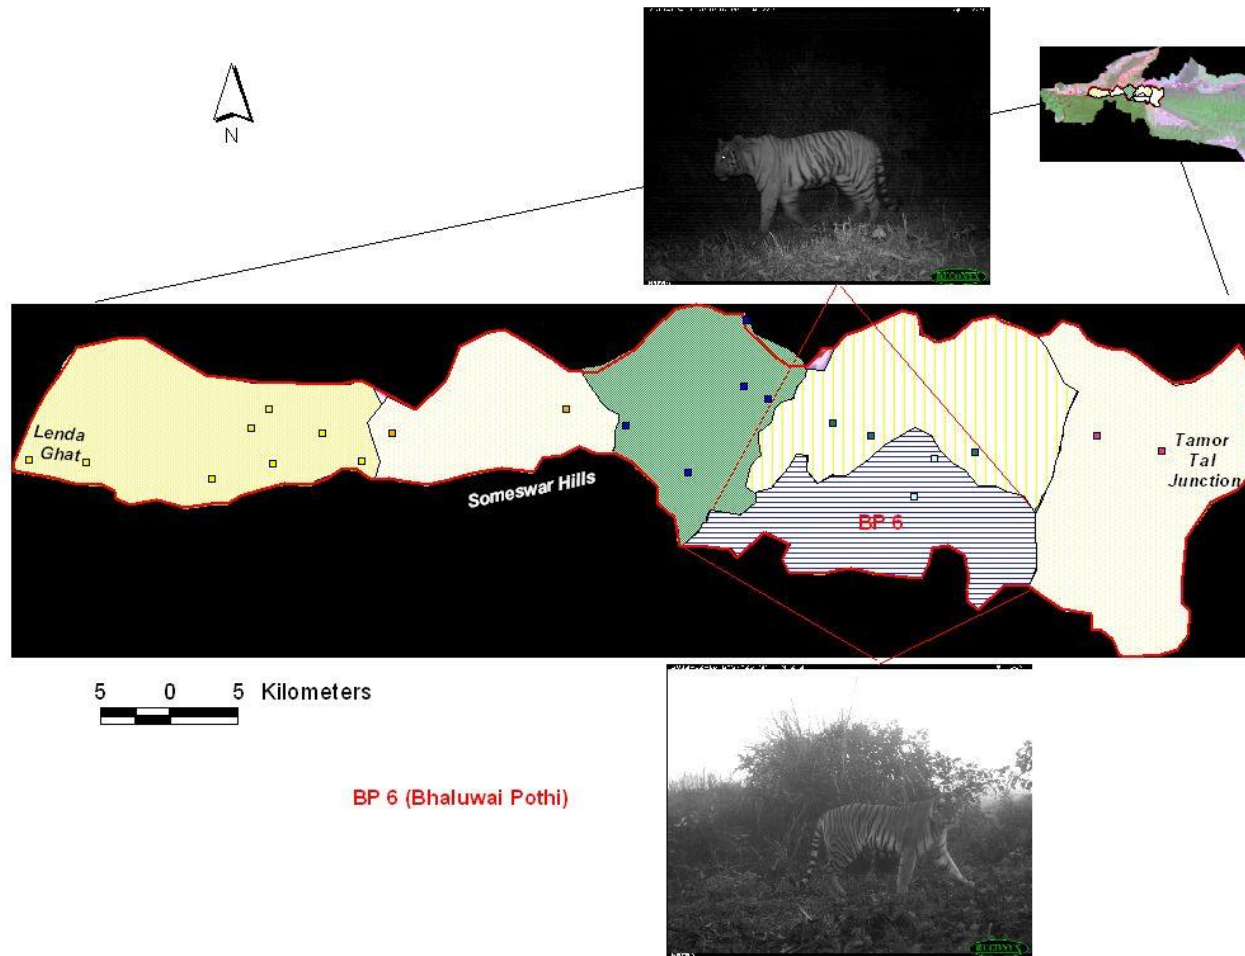 N
Lenda
Ghat
Someswar Hills
BP 6
Tamor
Tal
Junction
5 0 5 Kilometers
BP 6 (Bhaluwai Pothi)